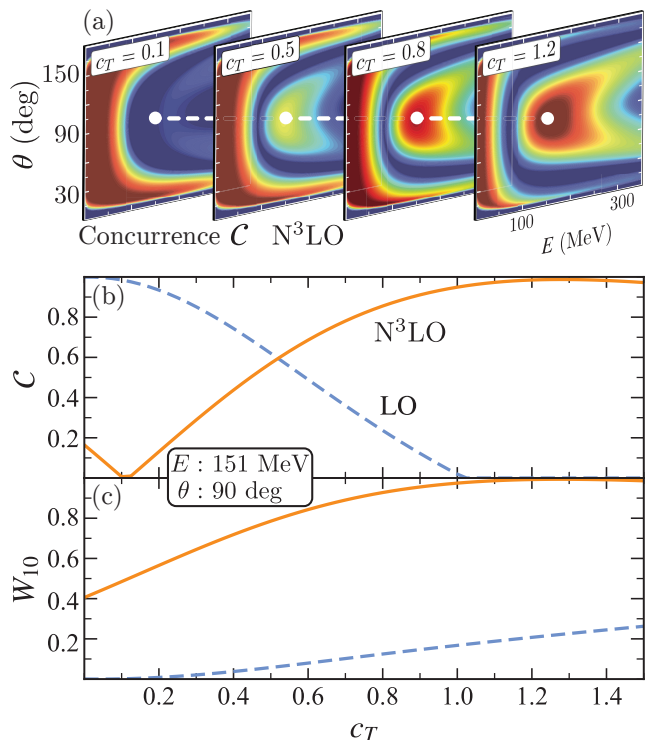 (a)
c_T = 0.1 c_T = 0.5 c_T = 0.8 c_T = 1.2
150
90
30
θ (deg)
100 300
E (MeV)
Concurrence C N³LO
(b)
0.8
0.6
0.4
0.2
C
N³LO
LO
E : 151 MeV
θ : 90 deg
(c)
0.8
0.6
0.4
0.2
W₁₀
0.2 0.4 0.6 0.8 1.0 1.2 1.4
c_T